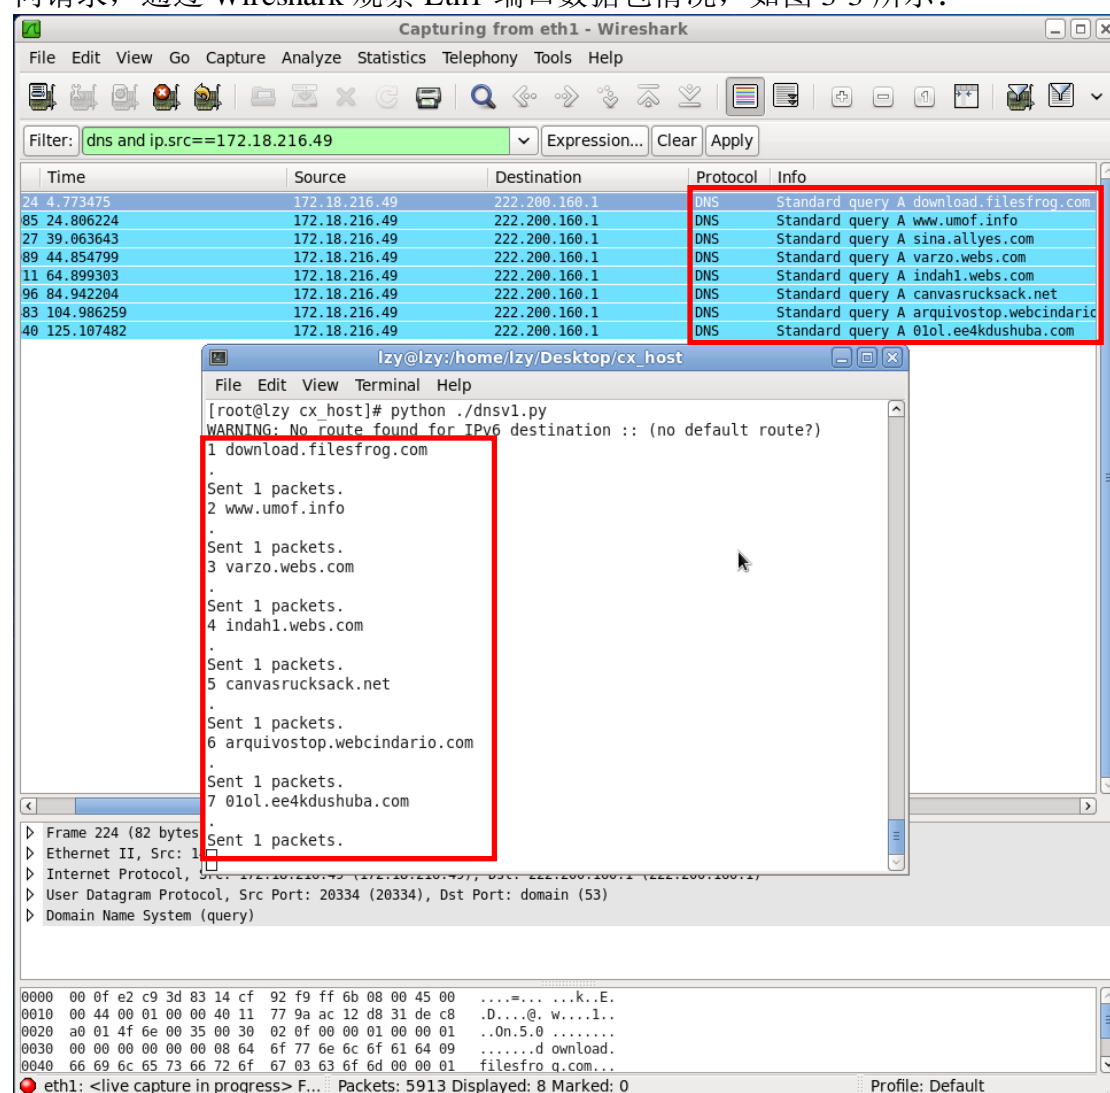 Capturing from eth1 - Wireshark
File Edit View Go Capture Analyze Statistics Telephony Tools Help
Filter: dns and ip.src==172.18.216.49 Expression... Clear Apply
Time Source Destination Protocol Info
24 4.773475 172.18.216.49 222.200.160.1 DNS Standard query A download.filesfrog.com
85 24.806224 172.18.216.49 222.200.160.1 DNS Standard query A www.umof.info
27 39.063643 172.18.216.49 222.200.160.1 DNS Standard query A sina.allyes.com
89 44.854799 172.18.216.49 222.200.160.1 DNS Standard query A varzo.webs.com
11 64.899303 172.18.216.49 222.200.160.1 DNS Standard query A indah1.webs.com
96 84.942204 172.18.216.49 222.200.160.1 DNS Standard query A canvasrucksack.net
83 104.986259 172.18.216.49 222.200.160.1 DNS Standard query A arquivostop.webcindario
40 125.107482 172.18.216.49 222.200.160.1 DNS Standard query A 01ol.ee4kdushuba.com
lzy@lzy:/home/lzy/Desktop/cx_host
File Edit View Terminal Help
[root@lzy cx_host]# python ./dnsv1.py
WARNING: No route found for IPv6 destination :: (no default route?)
1 download.filesfrog.com
.
Sent 1 packets.
2 www.umof.info
.
Sent 1 packets.
3 varzo.webs.com
.
Sent 1 packets.
4 indah1.webs.com
.
Sent 1 packets.
5 canvasrucksack.net
.
Sent 1 packets.
6 arquivostop.webcindario.com
.
Sent 1 packets.
7 01ol.ee4kdushuba.com
.
Sent 1 packets.
Frame 224 (82 bytes
Ethernet II, Src: 1
Internet Protocol, Src: 172.18.216.49 (172.18.216.49), Dst: 222.200.160.1 (222.200.160.1)
User Datagram Protocol, Src Port: 20334 (20334), Dst Port: domain (53)
Domain Name System (query)
0000 00 0f e2 c9 3d 83 14 cf 92 f9 ff 6b 08 00 45 00 ....=... ...k..E.
0010 00 44 00 01 00 00 40 11 77 9a ac 12 d8 31 de c8 .D....@. w....1..
0020 a0 01 4f 6e 00 35 00 30 02 0f 00 00 01 00 00 01 ..On.5.0 ........
0030 00 00 00 00 00 00 08 64 6f 77 6e 6c 6f 61 64 09 .......d ownload.
0040 66 69 6c 65 73 66 72 6f 67 03 63 6f 6d 00 00 01 filesfro g.com...
eth1: <live capture in progress> F... Packets: 5913 Displayed: 8 Marked: 0 Profile: Default